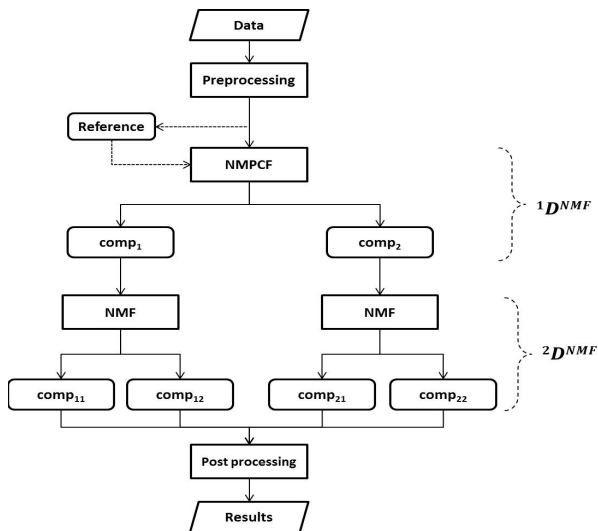 Data
Preprocessing
Reference
NMPCF
¹D^NMF
comp₁
comp₂
NMF
NMF
²D^NMF
comp₁₁
comp₁₂
comp₂₁
comp₂₂
Post processing
Results